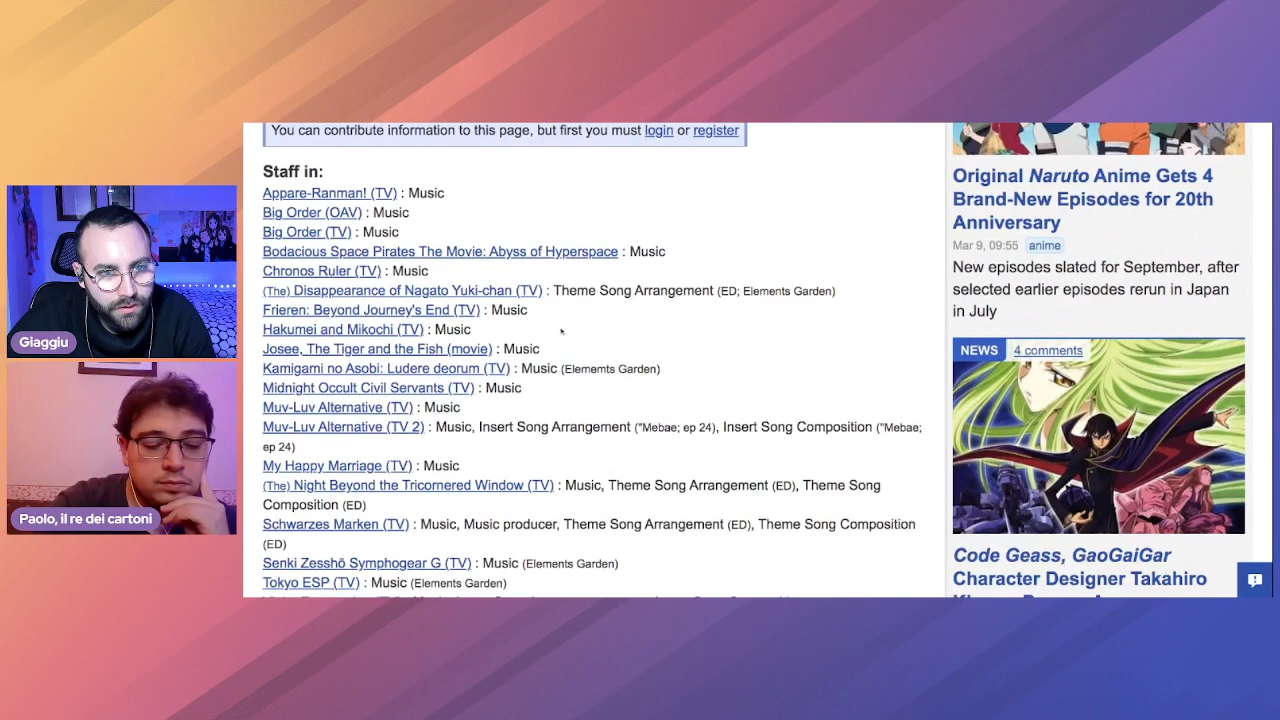 You can contribute information to this page, but first you must login or register
Staff in:
Appare-Ranman! (TV) : Music
Big Order (OAV) : Music
Big Order (TV) : Music
Bodacious Space Pirates The Movie: Abyss of Hyperspace : Music
Chronos Ruler (TV) : Music
(The) Disappearance of Nagato Yuki-chan (TV) : Theme Song Arrangement (ED; Elements Garden)
Frieren: Beyond Journey's End (TV) : Music
Hakumei and Mikochi (TV) : Music
Josee, The Tiger and the Fish (movie) : Music
Kamigami no Asobi: Ludere deorum (TV) : Music (Elememts Garden)
Midnight Occult Civil Servants (TV) : Music
Muv-Luv Alternative (TV) : Music
Muv-Luv Alternative (TV 2) : Music, Insert Song Arrangement ("Mebae; ep 24), Insert Song Composition ("Mebae;
ep 24)
My Happy Marriage (TV) : Music
(The) Night Beyond the Tricornered Window (TV) : Music, Theme Song Arrangement (ED), Theme Song
Composition (ED)
Schwarzes Marken (TV) : Music, Music producer, Theme Song Arrangement (ED), Theme Song Composition
(ED)
Senki Zesshō Symphogear G (TV) : Music (Elements Garden)
Tokyo ESP (TV) : Music (Elements Garden)
Original Naruto Anime Gets 4
Brand-New Episodes for 20th
Anniversary
Mar 9, 09:55 anime
New episodes slated for September, after
selected earlier episodes rerun in Japan
in July
NEWS 4 comments
Code Geass, GaoGaiGar
Character Designer Takahiro
Giaggiu
Paolo, il re dei cartoni